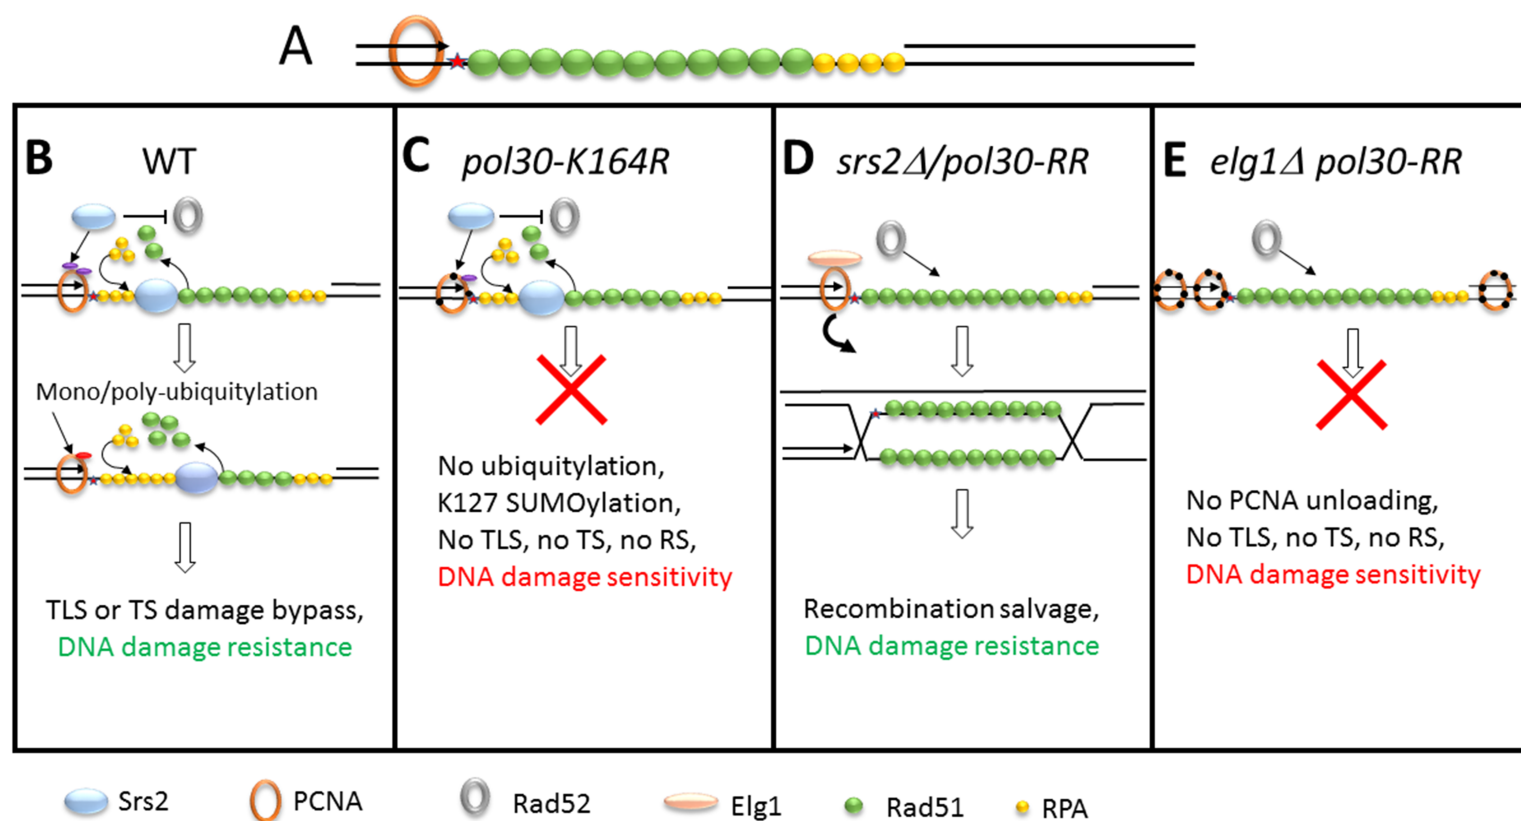 A
B WT
Mono/poly-ubiquitylation
TLS or TS damage bypass,
DNA damage resistance
C pol30-K164R
No ubiquitylation,
K127 SUMOylation,
No TLS, no TS, no RS,
DNA damage sensitivity
D srs2Δ/pol30-RR
Recombination salvage,
DNA damage resistance
E elg1Δ pol30-RR
No PCNA unloading,
No TLS, no TS, no RS,
DNA damage sensitivity
Srs2 PCNA Rad52 Elg1 Rad51 RPA